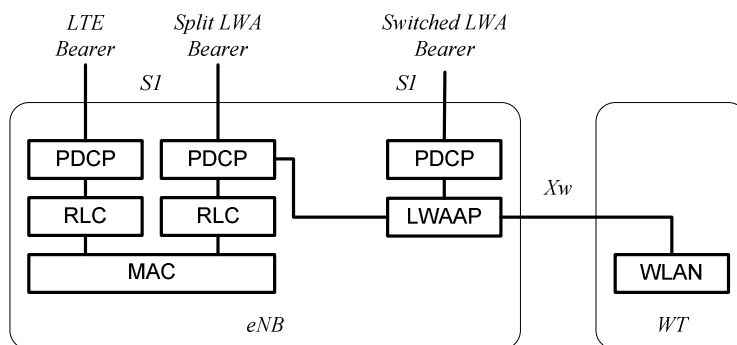 LTE
Bearer
Split LWA
Bearer
Switched LWA
Bearer
S1
S1
PDCP
PDCP
PDCP
Xw
RLC
RLC
LWAAP
MAC
WLAN
eNB
WT